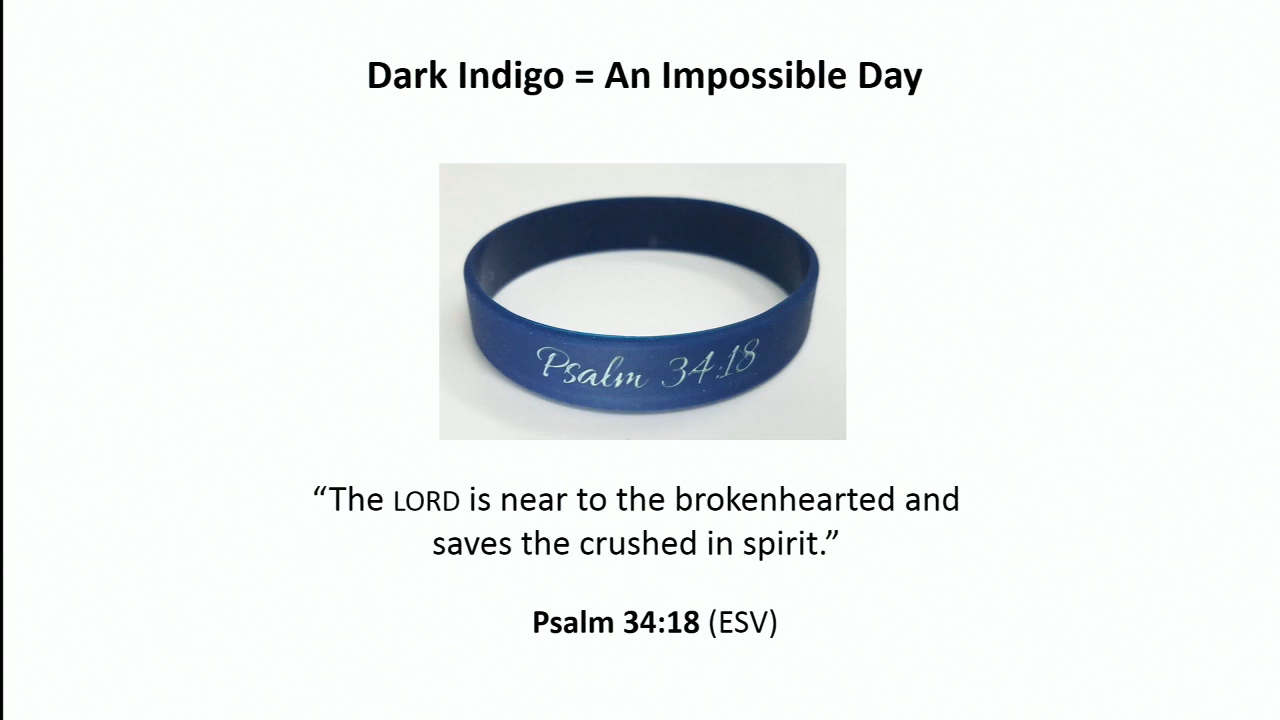 Dark Indigo = An Impossible Day
Psalm 34:18
“The LORD is near to the brokenhearted and
saves the crushed in spirit.”
Psalm 34:18 (ESV)